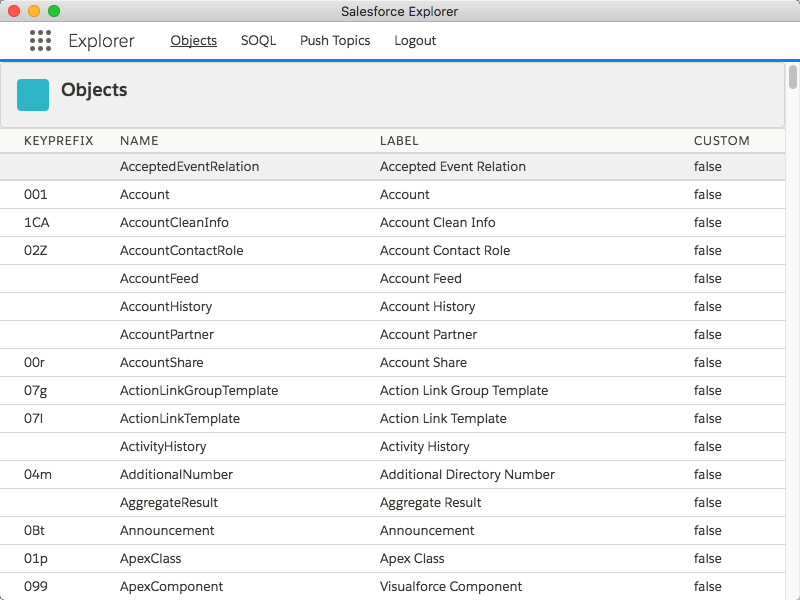 Salesforce Explorer
Explorer Objects SOQL Push Topics Logout
Objects
KEYPREFIX NAME LABEL CUSTOM
AcceptedEventRelation Accepted Event Relation false
001 Account Account false
1CA AccountCleanInfo Account Clean Info false
02Z AccountContactRole Account Contact Role false
AccountFeed Account Feed false
AccountHistory Account History false
AccountPartner Account Partner false
00r AccountShare Account Share false
07g ActionLinkGroupTemplate Action Link Group Template false
07l ActionLinkTemplate Action Link Template false
ActivityHistory Activity History false
04m AdditionalNumber Additional Directory Number false
AggregateResult Aggregate Result false
0Bt Announcement Announcement false
01p ApexClass Apex Class false
099 ApexComponent Visualforce Component false